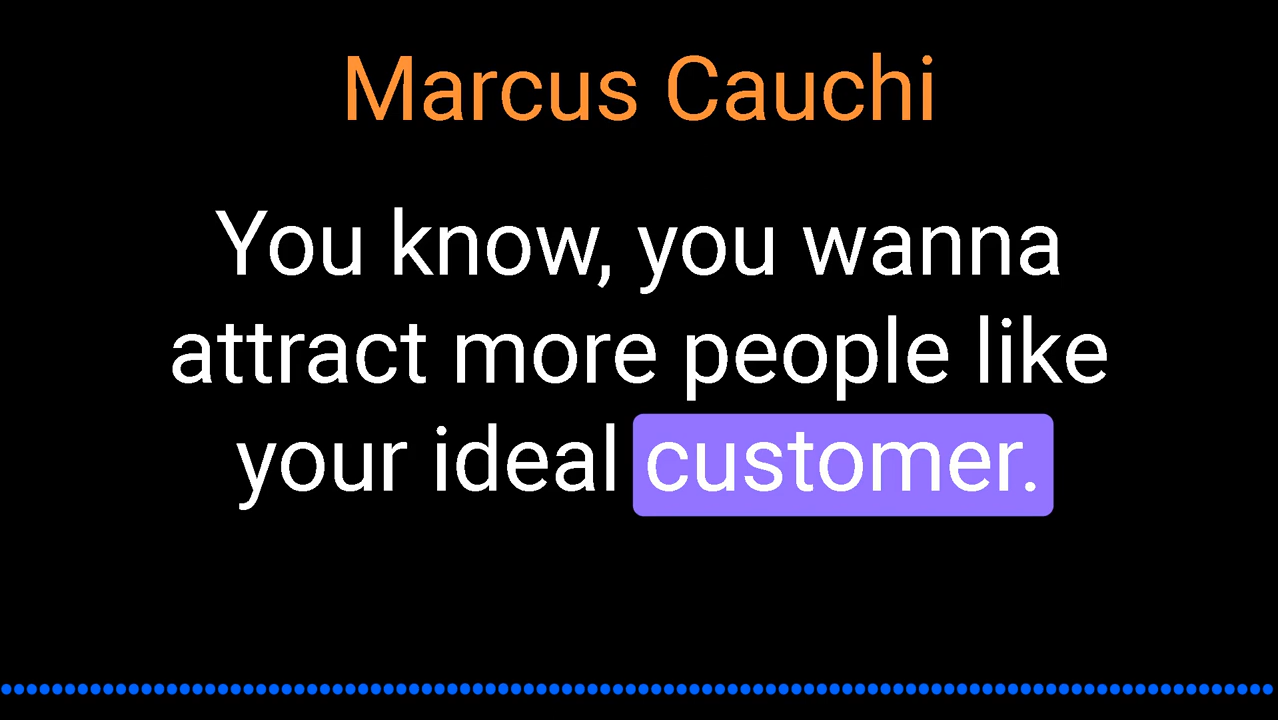 Marcus Cauchi
You know, you wanna
attract more people like
your ideal customer.